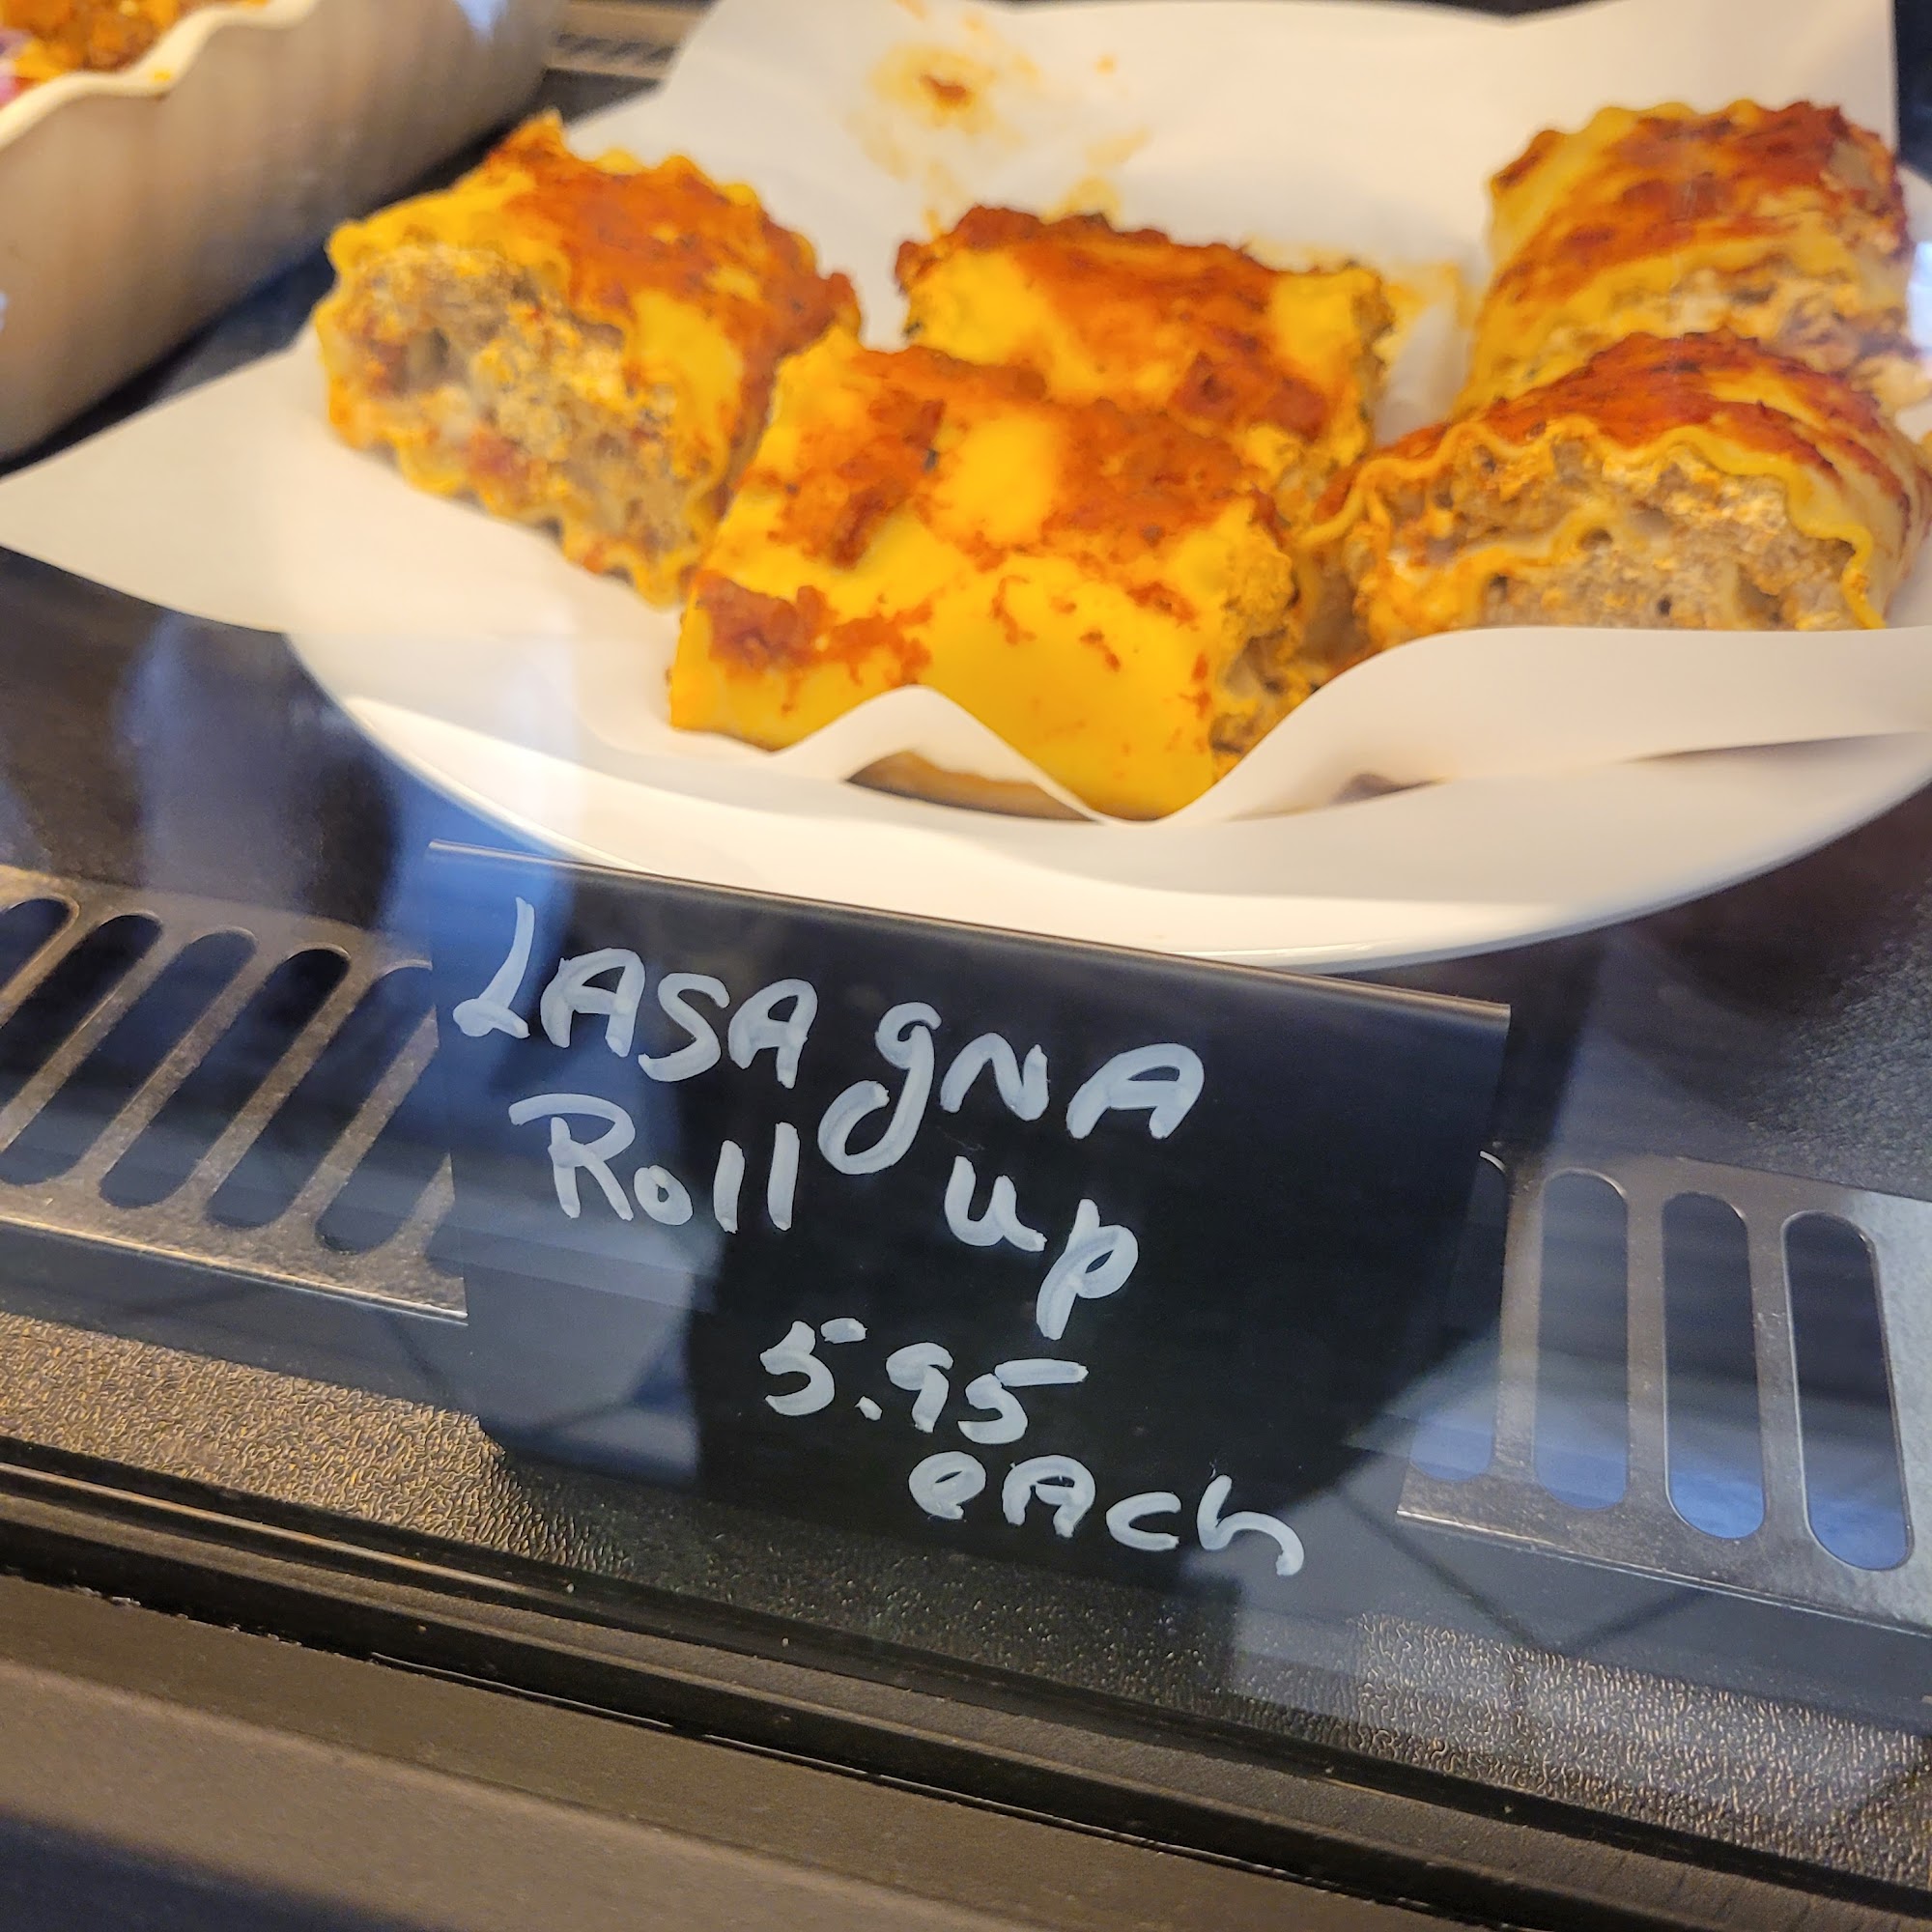 LASAgNA
Roll up
5.95
eAch